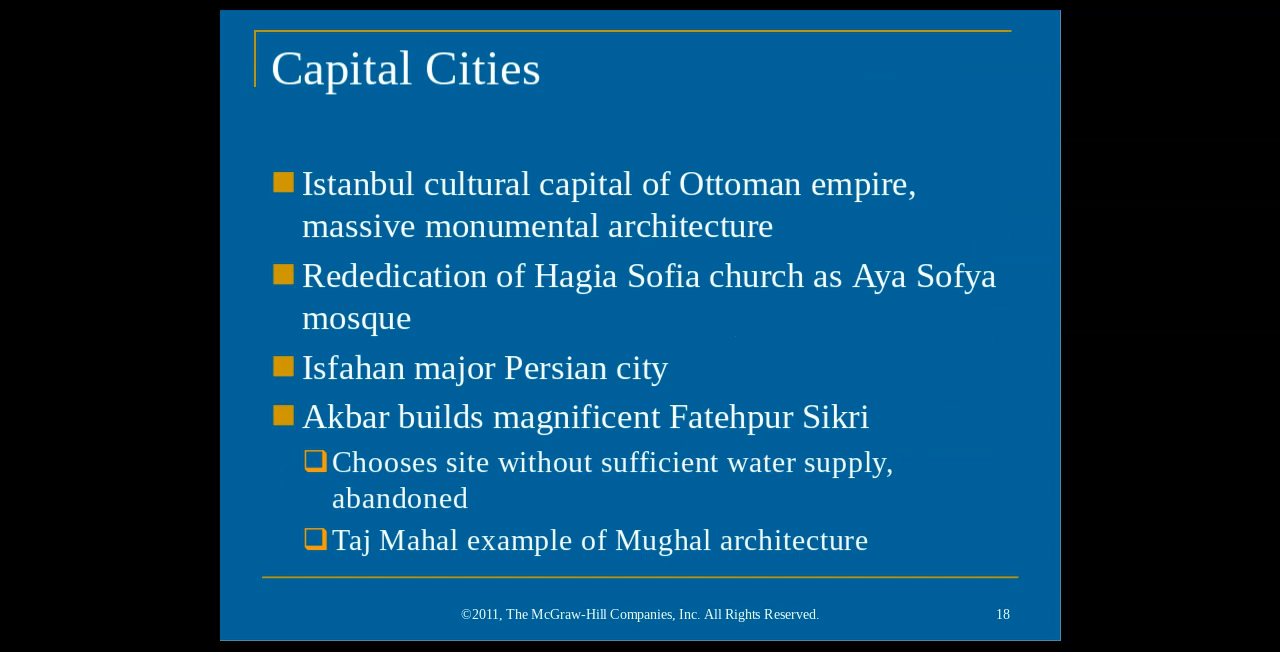 Capital Cities
Istanbul cultural capital of Ottoman empire,
massive monumental architecture
Rededication of Hagia Sofia church as Aya Sofya
mosque
Isfahan major Persian city
Akbar builds magnificent Fatehpur Sikri
Chooses site without sufficient water supply,
abandoned
Taj Mahal example of Mughal architecture
©2011, The McGraw-Hill Companies, Inc. All Rights Reserved.
18